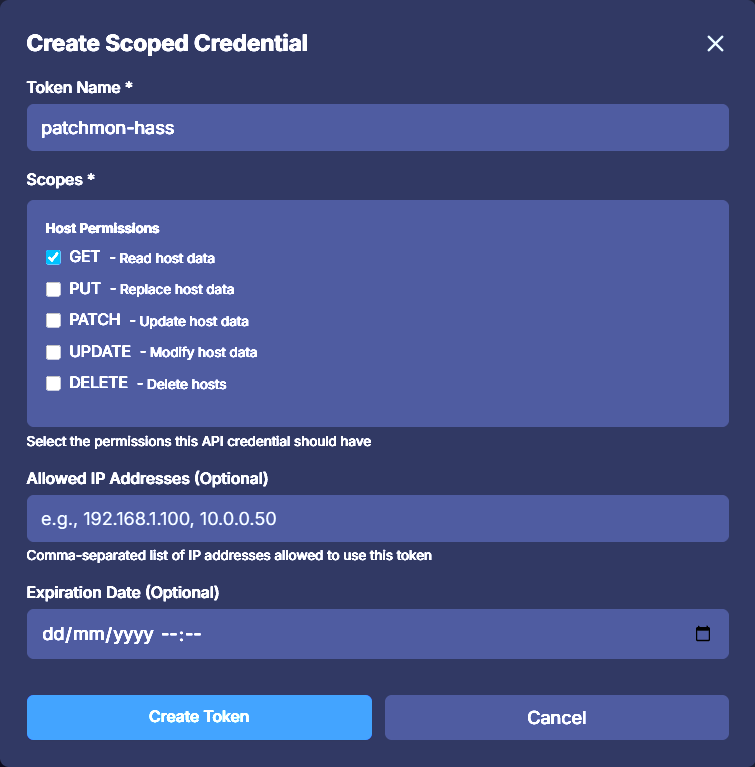 Create Scoped Credential
Token Name *
patchmon-hass
Scopes *
Host Permissions
GET - Read host data
PUT - Replace host data
PATCH - Update host data
UPDATE - Modify host data
DELETE - Delete hosts
Select the permissions this API credential should have
Allowed IP Addresses (Optional)
e.g., 192.168.1.100, 10.0.0.50
Comma-separated list of IP addresses allowed to use this token
Expiration Date (Optional)
dd/mm/yyyy --:--
Create Token
Cancel